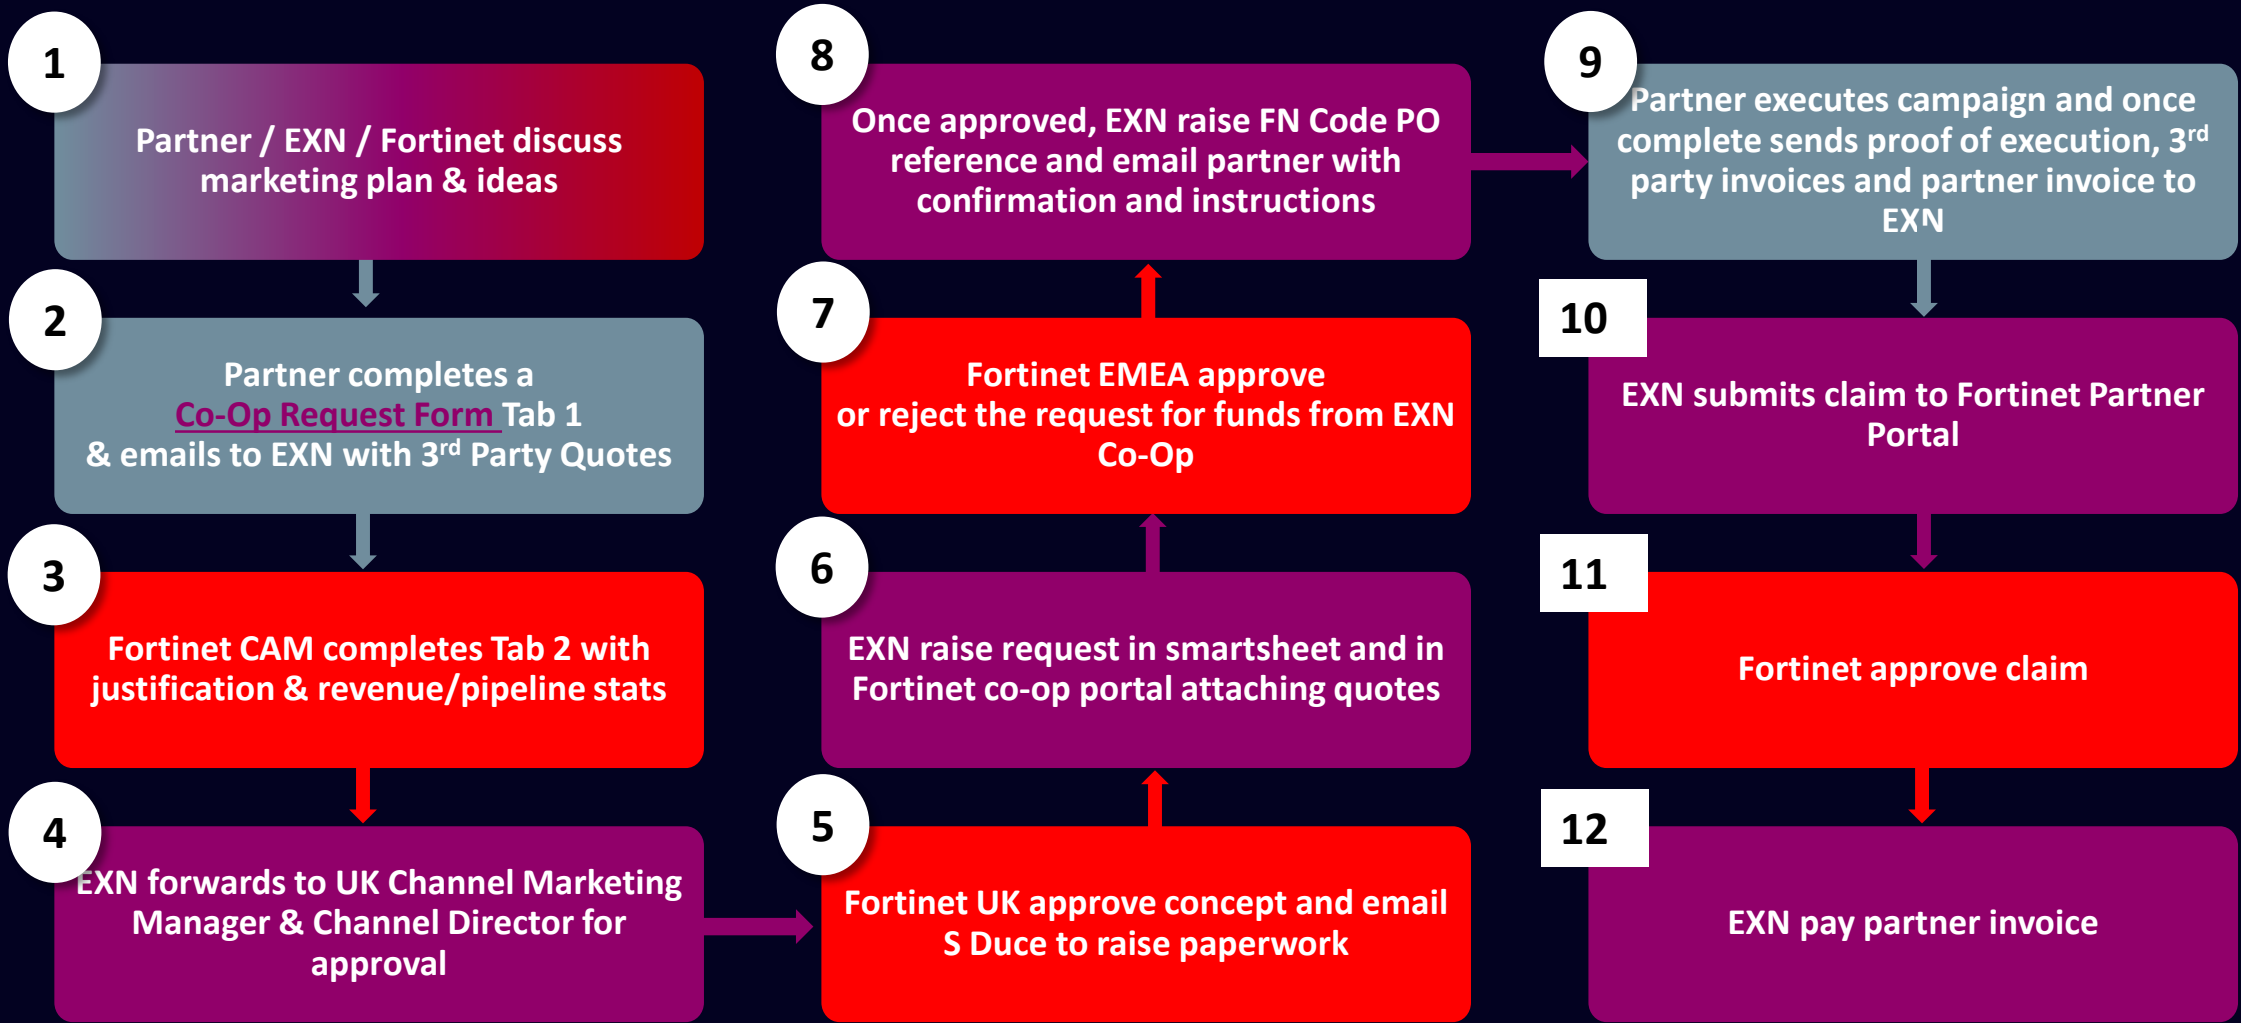 1
Partner / EXN / Fortinet discuss
marketing plan & ideas
2
Partner completes a
Co-Op Request Form Tab 1
& emails to EXN with 3rd Party Quotes
3
Fortinet CAM completes Tab 2 with
justification & revenue/pipeline stats
4
EXN forwards to UK Channel Marketing
Manager & Channel Director for
approval
5
Fortinet UK approve concept and email
S Duce to raise paperwork
6
EXN raise request in smartsheet and in
Fortinet co-op portal attaching quotes
7
Fortinet EMEA approve
or reject the request for funds from EXN
Co-Op
8
Once approved, EXN raise FN Code PO
reference and email partner with
confirmation and instructions
9
Partner executes campaign and once
complete sends proof of execution, 3rd
party invoices and partner invoice to
EXN
10
EXN submits claim to Fortinet Partner
Portal
11
Fortinet approve claim
12
EXN pay partner invoice